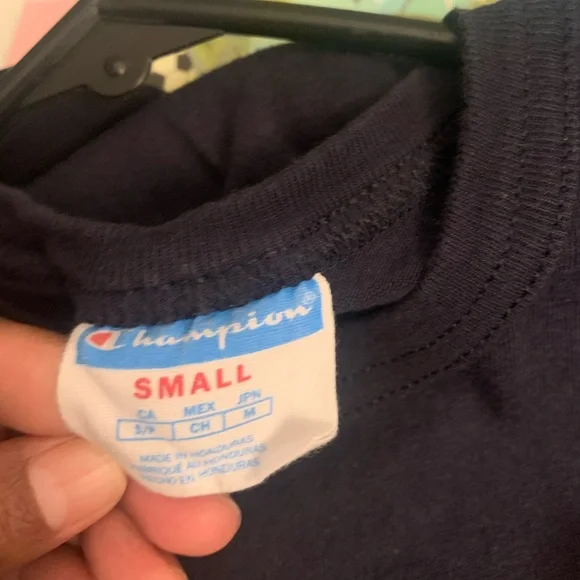 Champion®
SMALL
CA MEX JPN
S/P CH M
MADE IN HONDURAS
FABRIQUÉ AU HONDURAS
HECHO EN HONDURAS